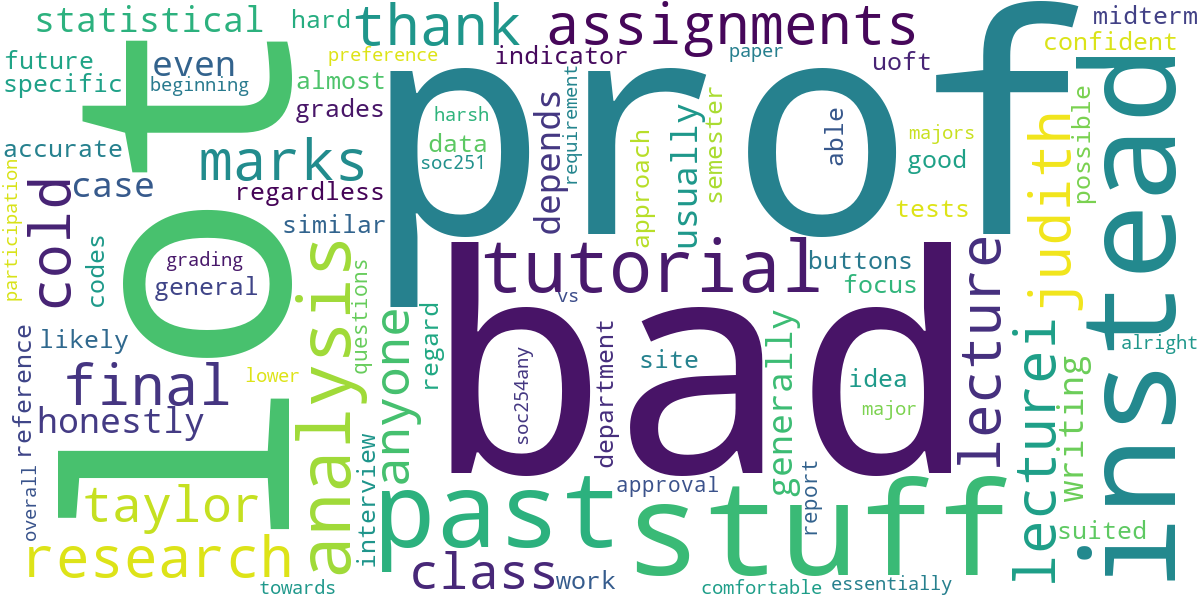 statistical
hard
thank
assignments
midterm
future
even
preference
indicator
paper
uoft
confident
specific
beginning
almost
grades
prof
lot
instead
harsh
data
soc251
depends
requirement
approach
usually
semester
able
majors
good
judith
possible
accurate
marks
case
regardless
tests
participation
cold
codes
similar
grading
general
analysis
questions
tutorial
buttons
focus
lecture
vs
bad
likely
anyone
regard
soc254any
department
site
generally
idea
major
lecturei
writing
alright
reference
final
lower
honestly
overall
taylor
interview
past
approval
stuff
report
suited
research
class
work
towards
comfortable
essentially